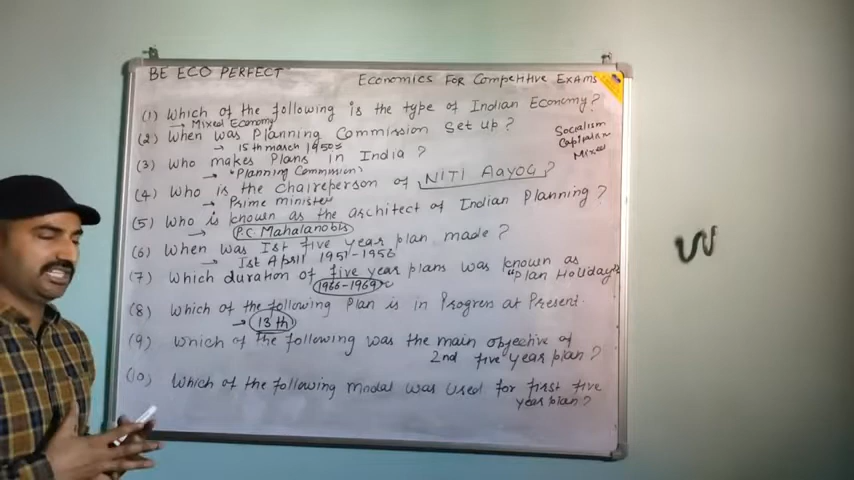 BE ECO PERFECT
Economics For Competitive Exams
(1) Which of the following is the type of Indian Economy?
→ Mixed Economy
(2) When was Planning Commission Set up?
→ 15th march 1950
Socialism
Capitalism
Mixed
(3) Who makes Plans in India?
→ "Planning Commission"
(4) Who is the chaireperson of NITI Aayog?
→ Prime minister
(5) Who is known as the architect of Indian Planning?
→ P.C. Mahalanobis
(6) When was Ist five year plan made?
→ Ist April 1951-1956
(7) Which duration of five year plans was known as
"Plan Holiday"
1966-1969
(8) Which of the following Plan is in Progress at Present.
→ 13th
(9) Which of the following was the main objective of
2nd five year plan?
(10) Which of the following modal was used for first five
year plan?